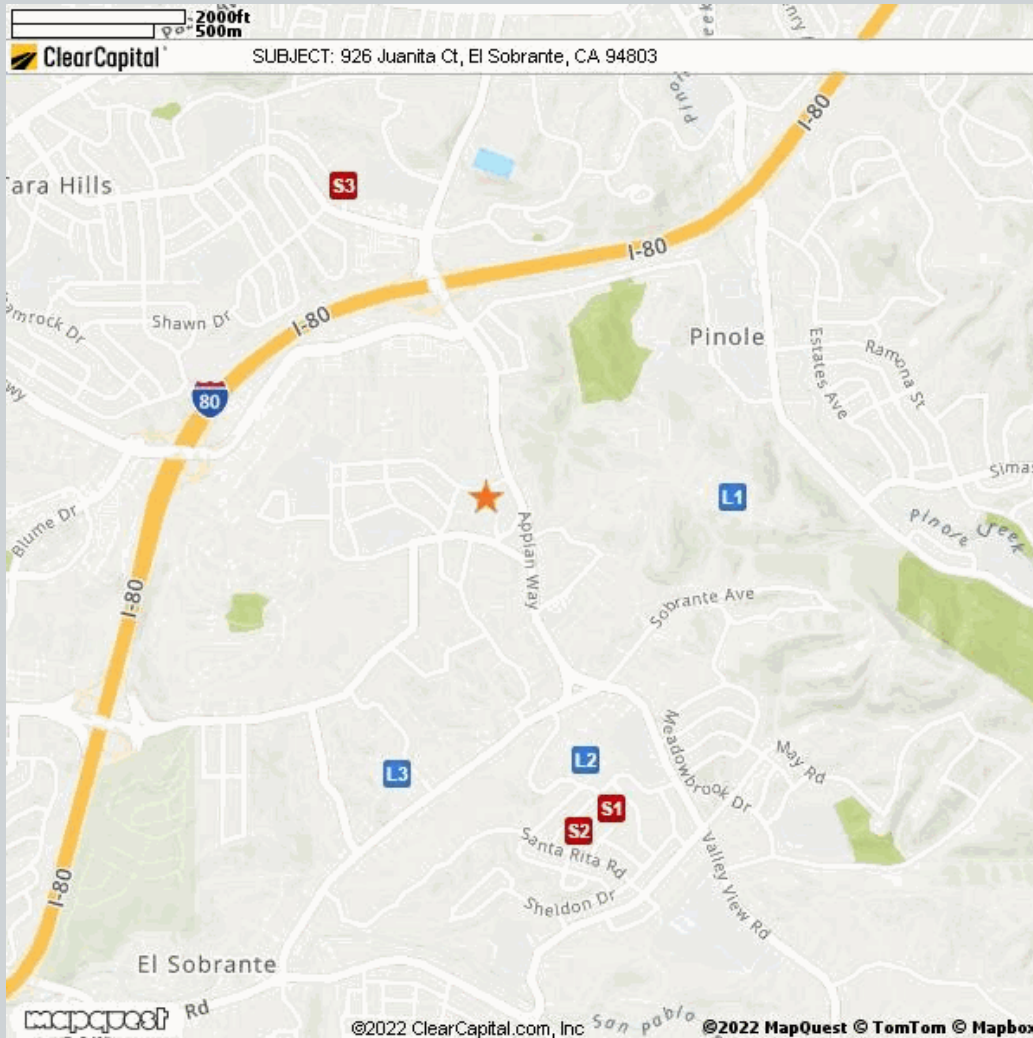 2000ft
500m
ClearCapital
SUBJECT: 926 Juanita Ct, El Sobrante, CA 94803
I-80
Tara Hills
S3
I-80
Pinole
Shawn Dr
I-80
Estates Ave
Ramona St
80
L1
Blume Dr
Appian Way
Pinole Creek
I-80
Sobrante Ave
Meadowbrook Dr
May Rd
L2
L3
S1
S2
Santa Rita Rd
Valley View Rd
Sheldon Dr
I-80
El Sobrante
mapquest
Rd
©2022 ClearCapital.com, Inc
San Pablo
©2022 MapQuest © TomTom © Mapbox